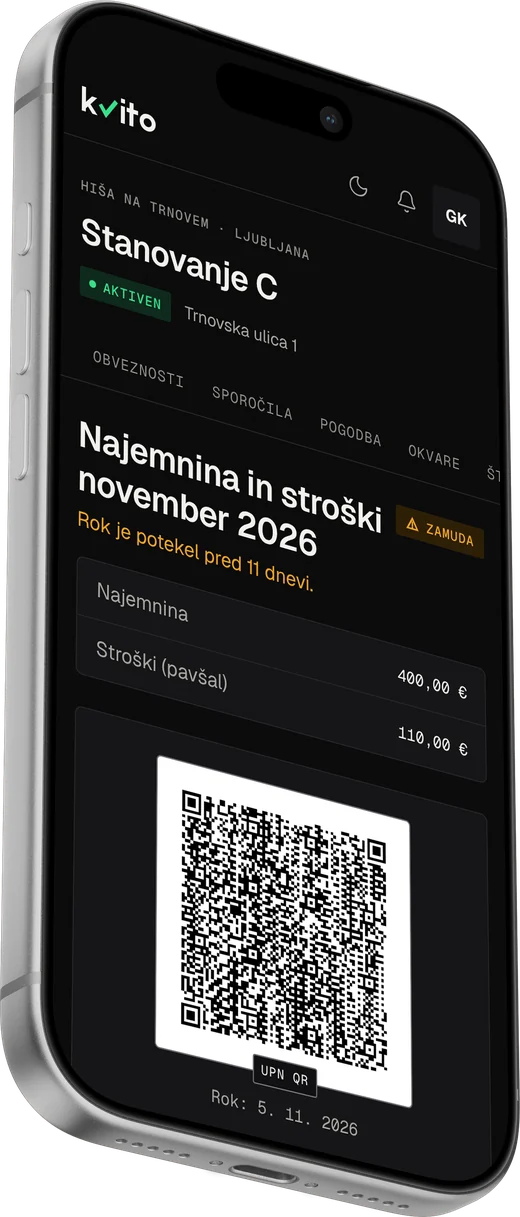 kvito
GK
HIŠA NA TRNOVEM · LJUBLJANA
Stanovanje C
AKTIVEN
Trnovska ulica 1
OBVEZNOSTI SPOROČILA POGODBA OKVARE ŠT
Najemnina in stroški
november 2026
ZAMUDA
Rok je potekel pred 11 dnevi.
Najemnina 400,00 €
Stroški (pavšal) 110,00 €
UPN QR
Rok: 5. 11. 2026